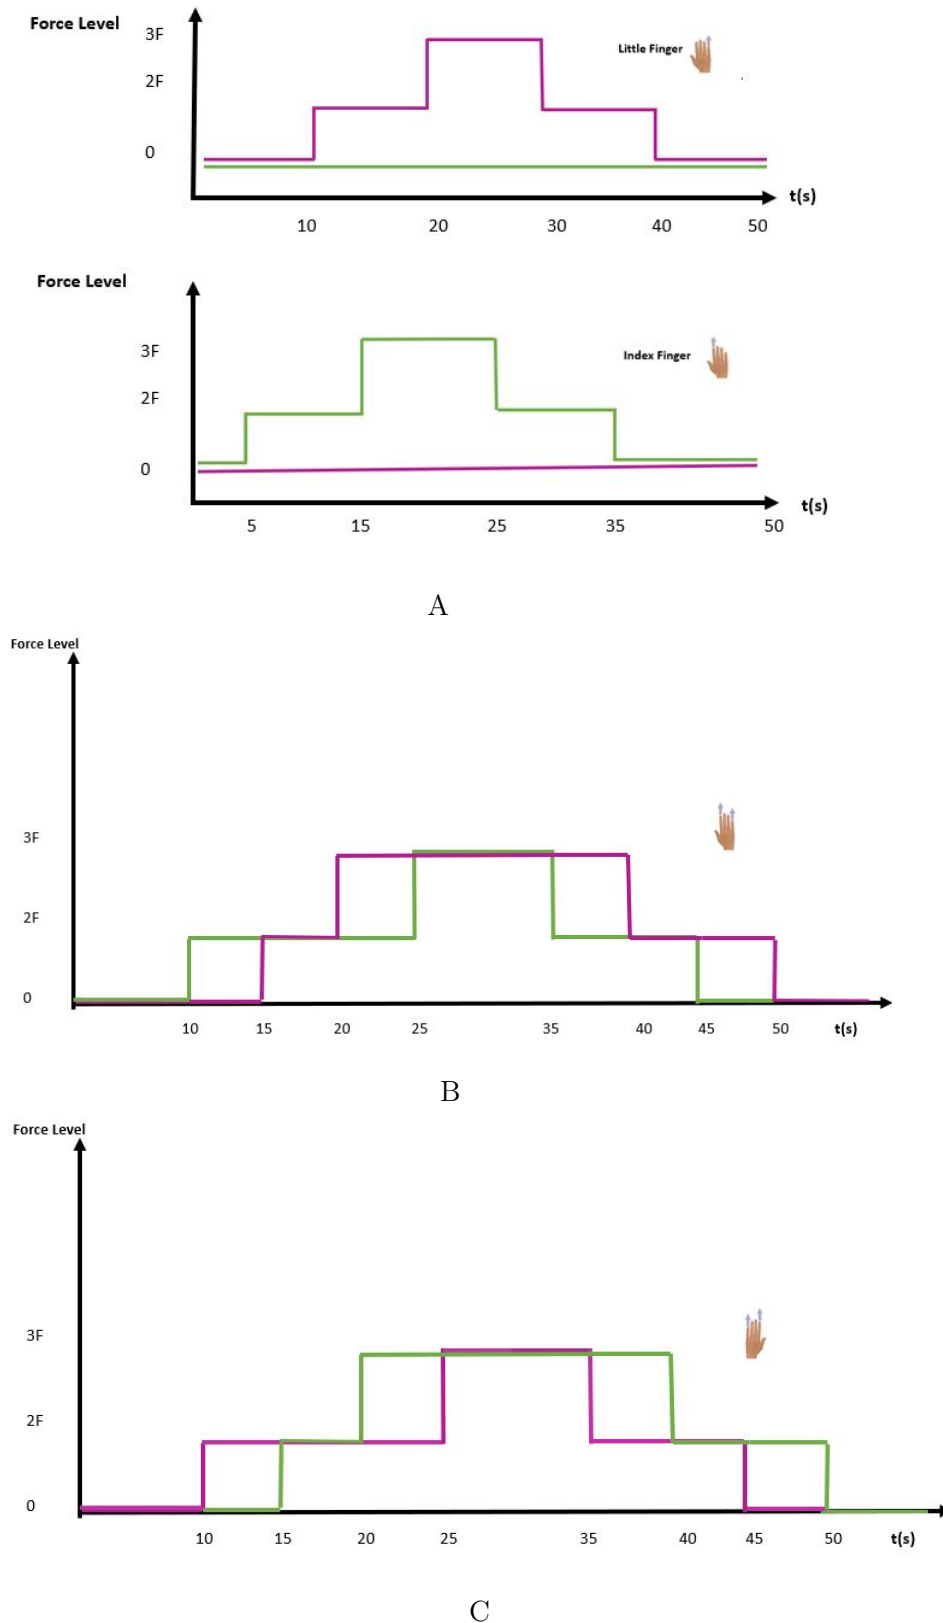 Force Level
3F
Little Finger
2F
0
t(s)
10 20 30 40 50
Force Level
3F
Index Finger
2F
0
t(s)
5 15 25 35 50
A
Force Level
3F
2F
0
10 15 20 25 35 40 45 50 t(s)
B
Force Level
3F
2F
0
10 15 20 25 35 40 45 50 t(s)
C